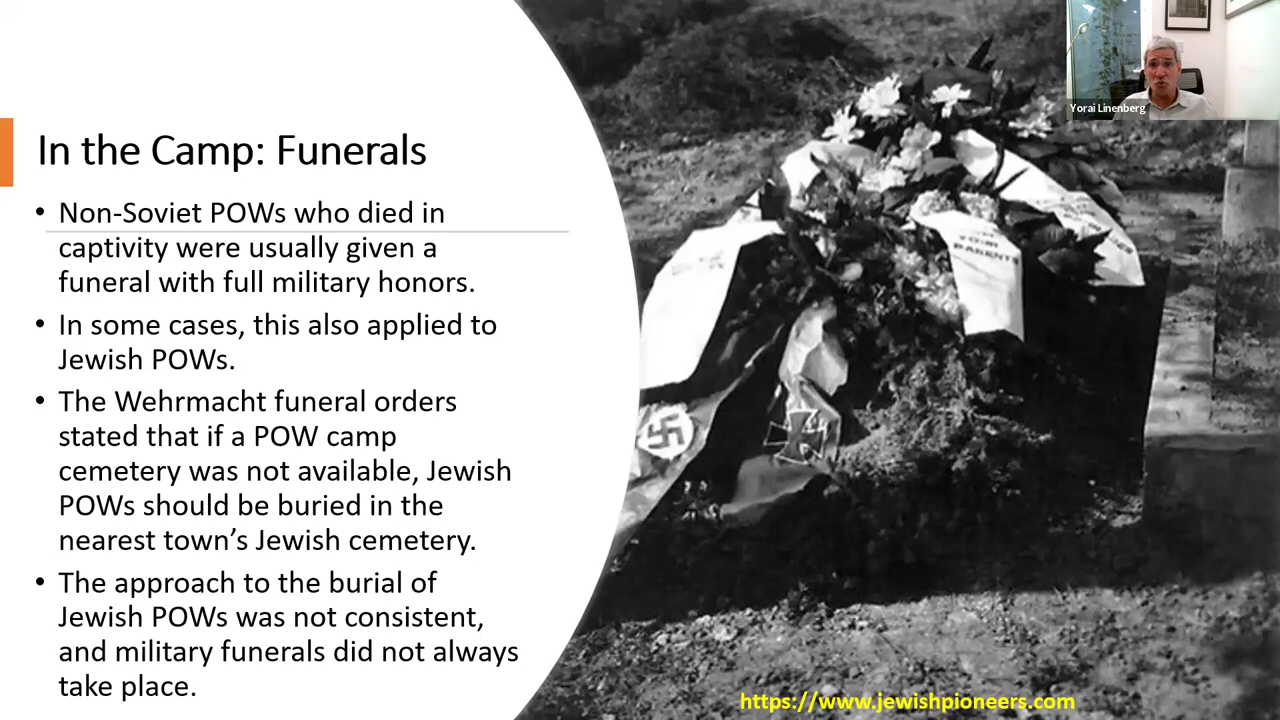 Yorai Linenberg
In the Camp: Funerals
• Non-Soviet POWs who died in
captivity were usually given a
funeral with full military honors.
• In some cases, this also applied to
Jewish POWs.
• The Wehrmacht funeral orders
stated that if a POW camp
cemetery was not available, Jewish
POWs should be buried in the
nearest town’s Jewish cemetery.
• The approach to the burial of
Jewish POWs was not consistent,
and military funerals did not always
take place.
YOUR
PARENTS
https://www.jewishpioneers.com